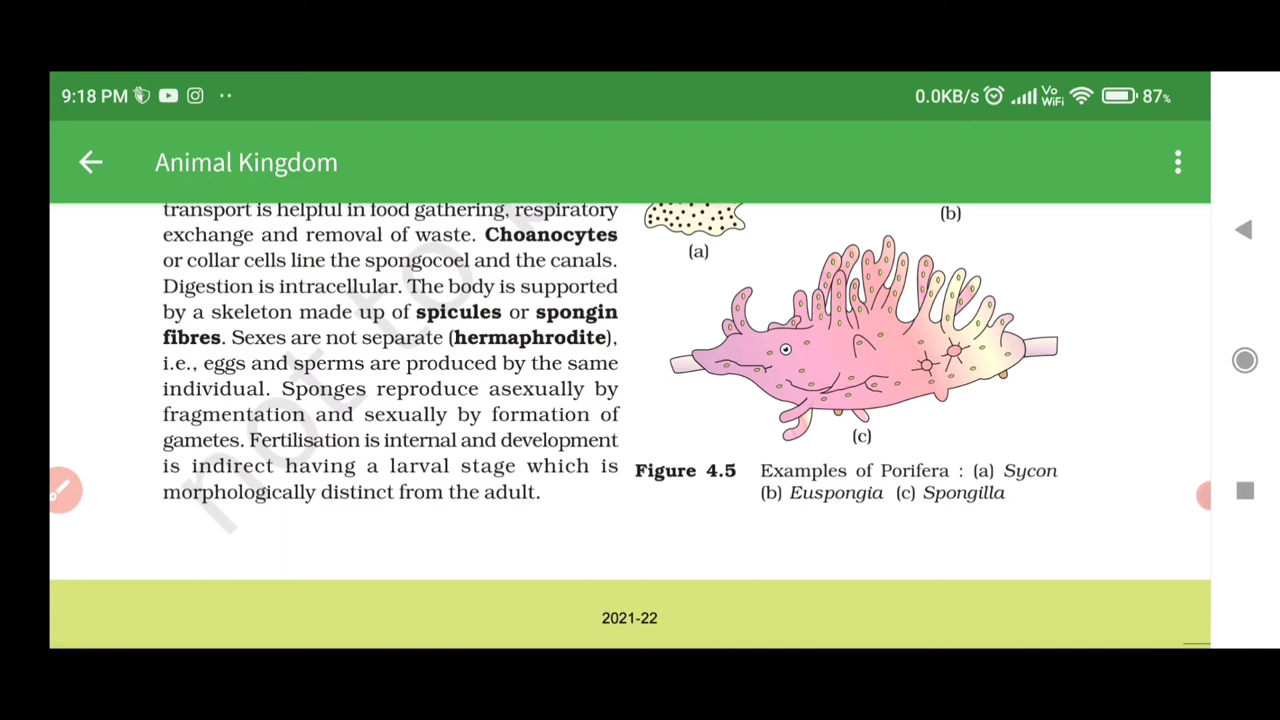 9:18 PM
0.0KB/s
Vo WiFi
87%
Animal Kingdom
transport is helpful in food gathering, respiratory
exchange and removal of waste. Choanocytes
or collar cells line the spongocoel and the canals.
Digestion is intracellular. The body is supported
by a skeleton made up of spicules or spongin
fibres. Sexes are not separate (hermaphrodite),
i.e., eggs and sperms are produced by the same
individual. Sponges reproduce asexually by
fragmentation and sexually by formation of
gametes. Fertilisation is internal and development
is indirect having a larval stage which is
morphologically distinct from the adult.
(b)
(a)
(c)
Figure 4.5 Examples of Porifera : (a) Sycon
(b) Euspongia (c) Spongilla
not to
2021-22